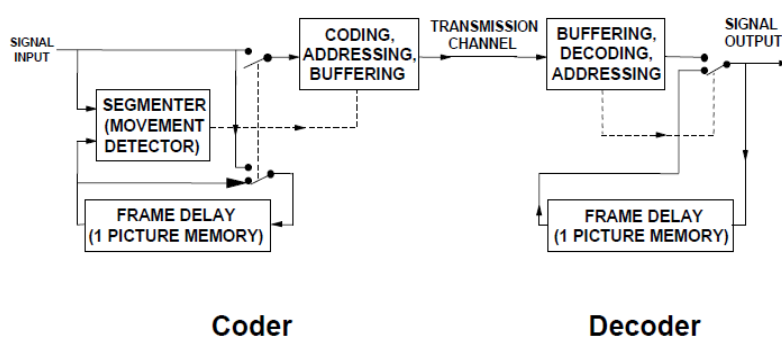 SIGNAL
INPUT
SEGMENTER
(MOVEMENT
DETECTOR)
FRAME DELAY
(1 PICTURE MEMORY)
CODING,
ADDRESSING,
BUFFERING
TRANSMISSION
CHANNEL
BUFFERING,
DECODING,
ADDRESSING
SIGNAL
OUTPUT
FRAME DELAY
(1 PICTURE MEMORY)
Coder
Decoder